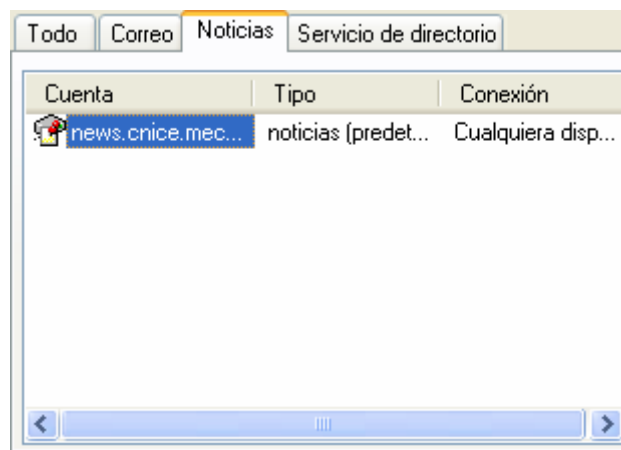 Todo Correo Noticias Servicio de directorio
Cuenta Tipo Conexión
news.cnice.mec... noticias (predet... Cualquiera disp...